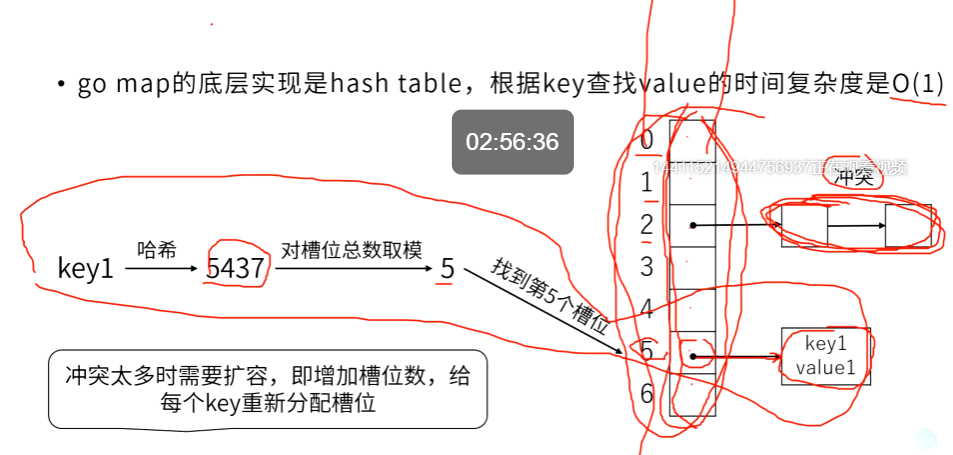 • go map的底层实现是hash table，根据key查找value的时间复杂度是O(1)
02:56:36
144115214944756937正在观看视频
冲突
0
1
2
3
4
5
6
key1
哈希
5437
对槽位总数取模
5
找到第5个槽位
key1
value1
冲突太多时需要扩容，即增加槽位数，给
每个key重新分配槽位